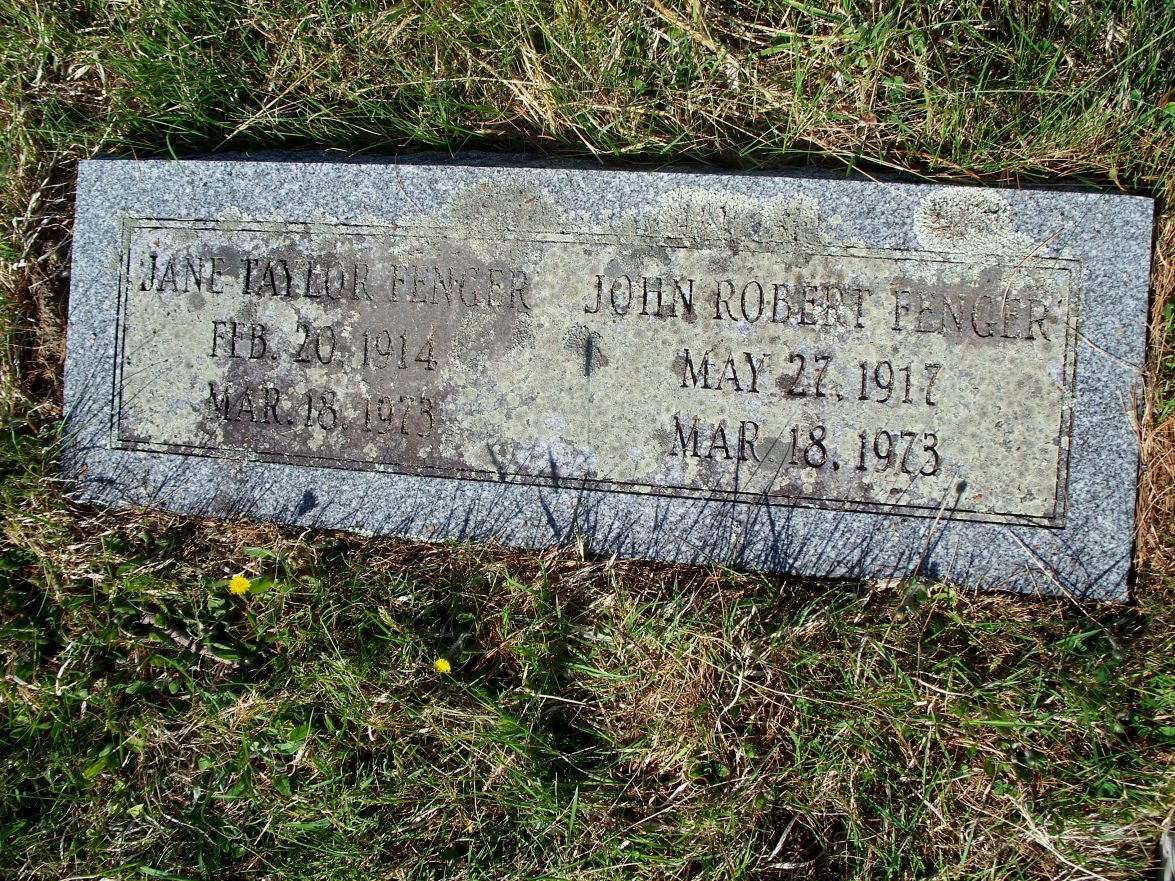 JANE TAYLOR FENGER
FEB. 20, 1914
MAR. 18, 1973
JOHN ROBERT FENGER
MAY 27, 1917
MAR 18, 1973